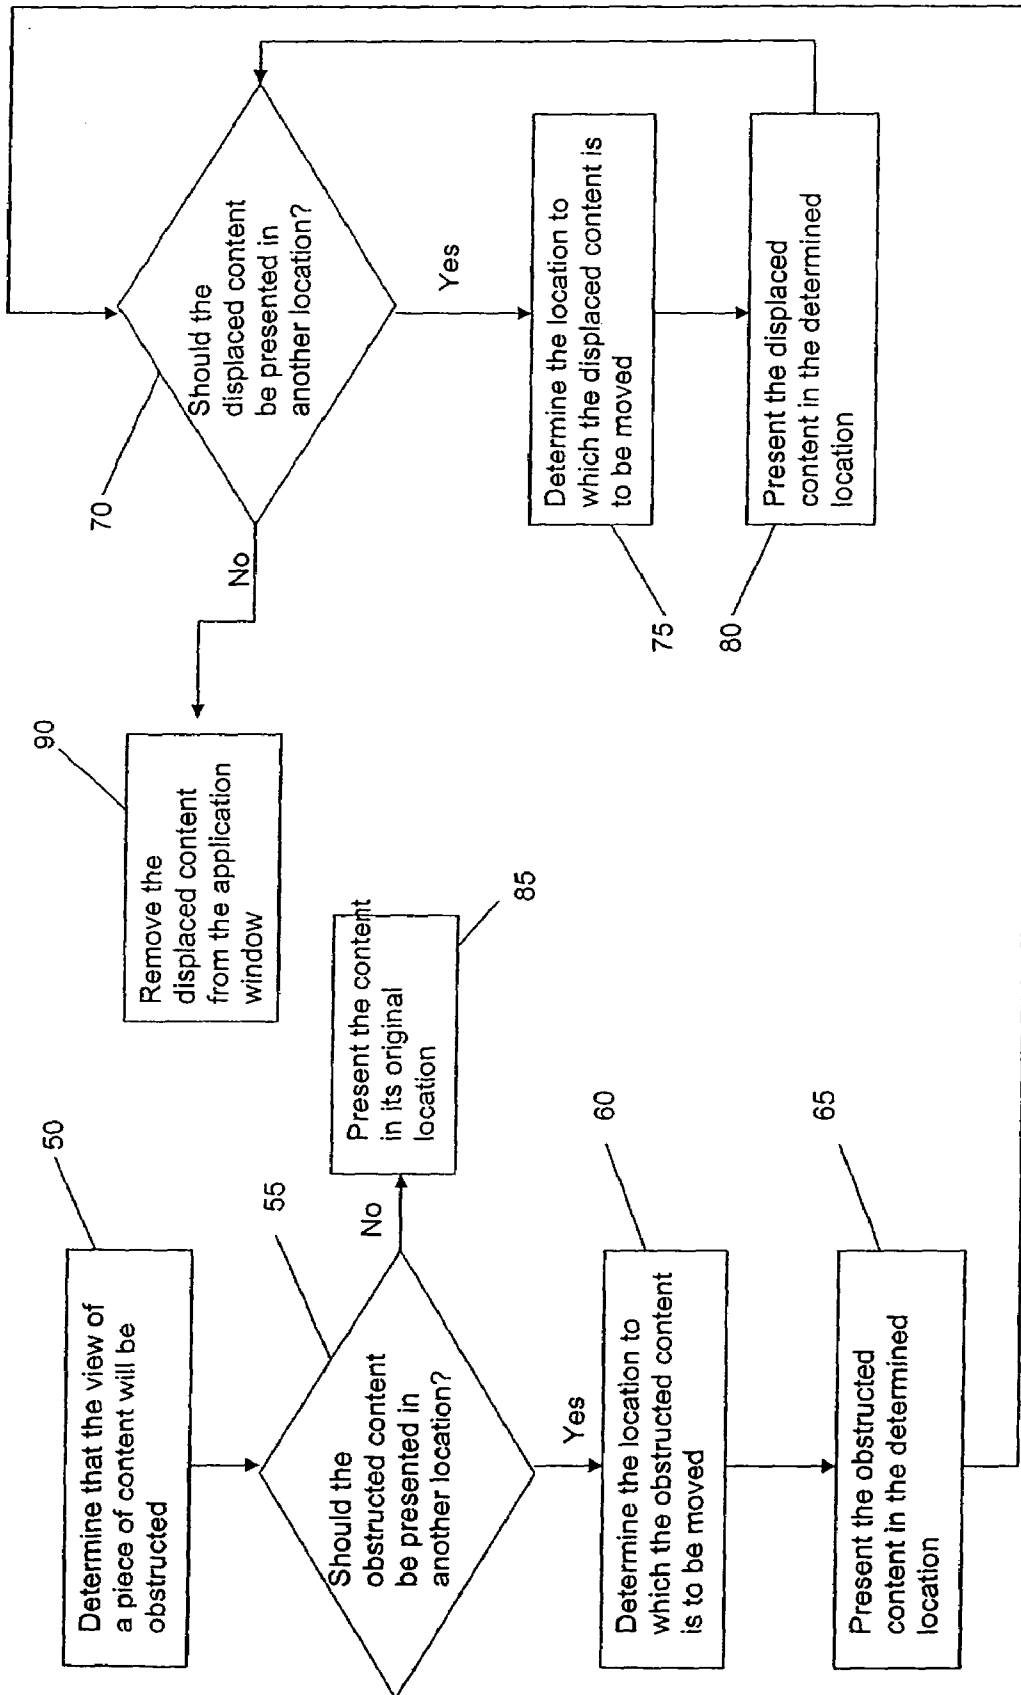 50
Determine that the view of
a piece of content will be
obstructed
55
Should the
obstructed content
be presented in
another location?
No
Present the content
in its original
location
85
Yes
60
Determine the location to
which the obstructed content
is to be moved
65
Present the obstructed
content in the determined
location
70
Should the
displaced content
be presented in
another location?
No
90
Remove the
displaced content
from the application
window
Yes
Determine the location to
which the displaced content is
to be moved
75
Present the displaced
content in the determined
location
80